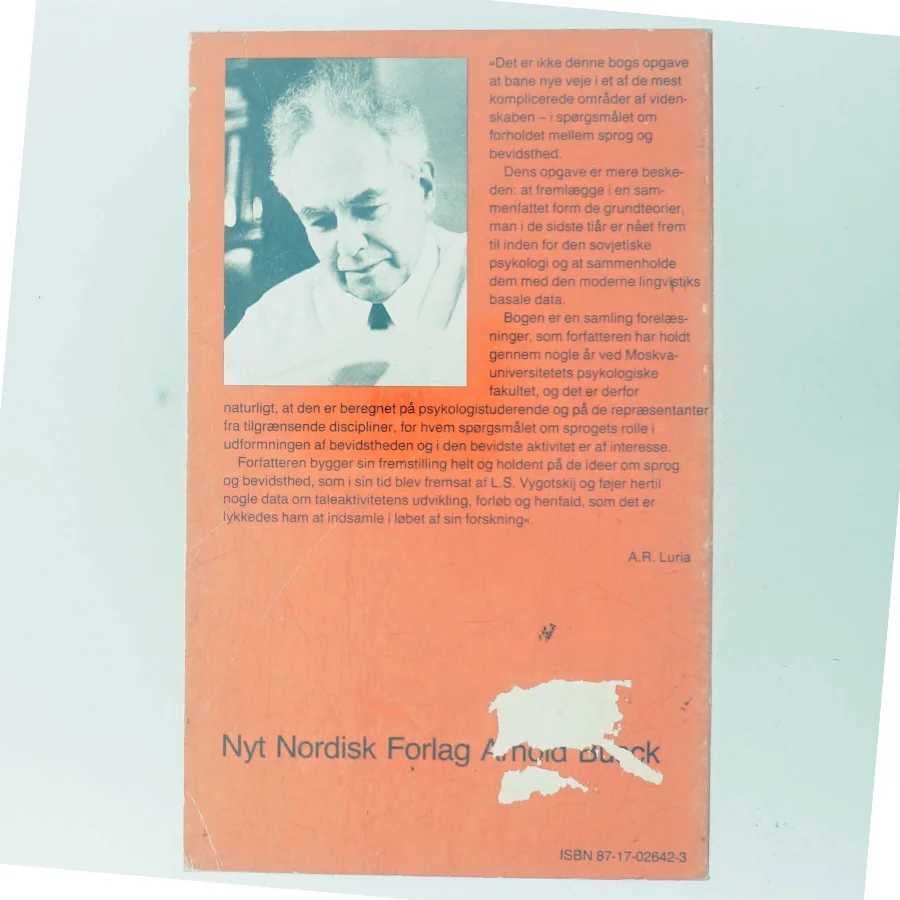 «Det er ikke denne bogs opgave
at bane nye veje i et af de mest
komplicerede områder af viden-
skaben – i spørgsmålet om
forholdet mellem sprog og
bevidsthed.
Dens opgave er mere beske-
den: at fremlægge i en sam-
menfattet form de grundteorier,
man i de sidste tiår er nået frem
til inden for den sovjetiske
psykologi og at sammenholde
dem med den moderne lingvistiks
basale data.
Bogen er en samling forelæs-
ninger, som forfatteren har holdt
gennem nogle år ved Moskva-
universitetets psykologiske
fakultet, og det er derfor
naturligt, at den er beregnet på psykologistuderende og på de repræsentanter
fra tilgrænsende discipliner, for hvem spørgsmålet om sprogets rolle i
udformningen af bevidstheden og i den bevidste aktivitet er af interesse.
Forfatteren bygger sin fremstilling helt og holdent på de ideer om sprog
og bevidsthed, som i sin tid blev fremsat af L.S. Vygotskij og føjer hertil
nogle data om taleaktivitetens udvikling, forløb og henfald, som det er
lykkedes ham at indsamle i løbet af sin forskning«.
A.R. Luria
Nyt Nordisk Forlag Arnold Busck
ISBN 87-17-02642-3